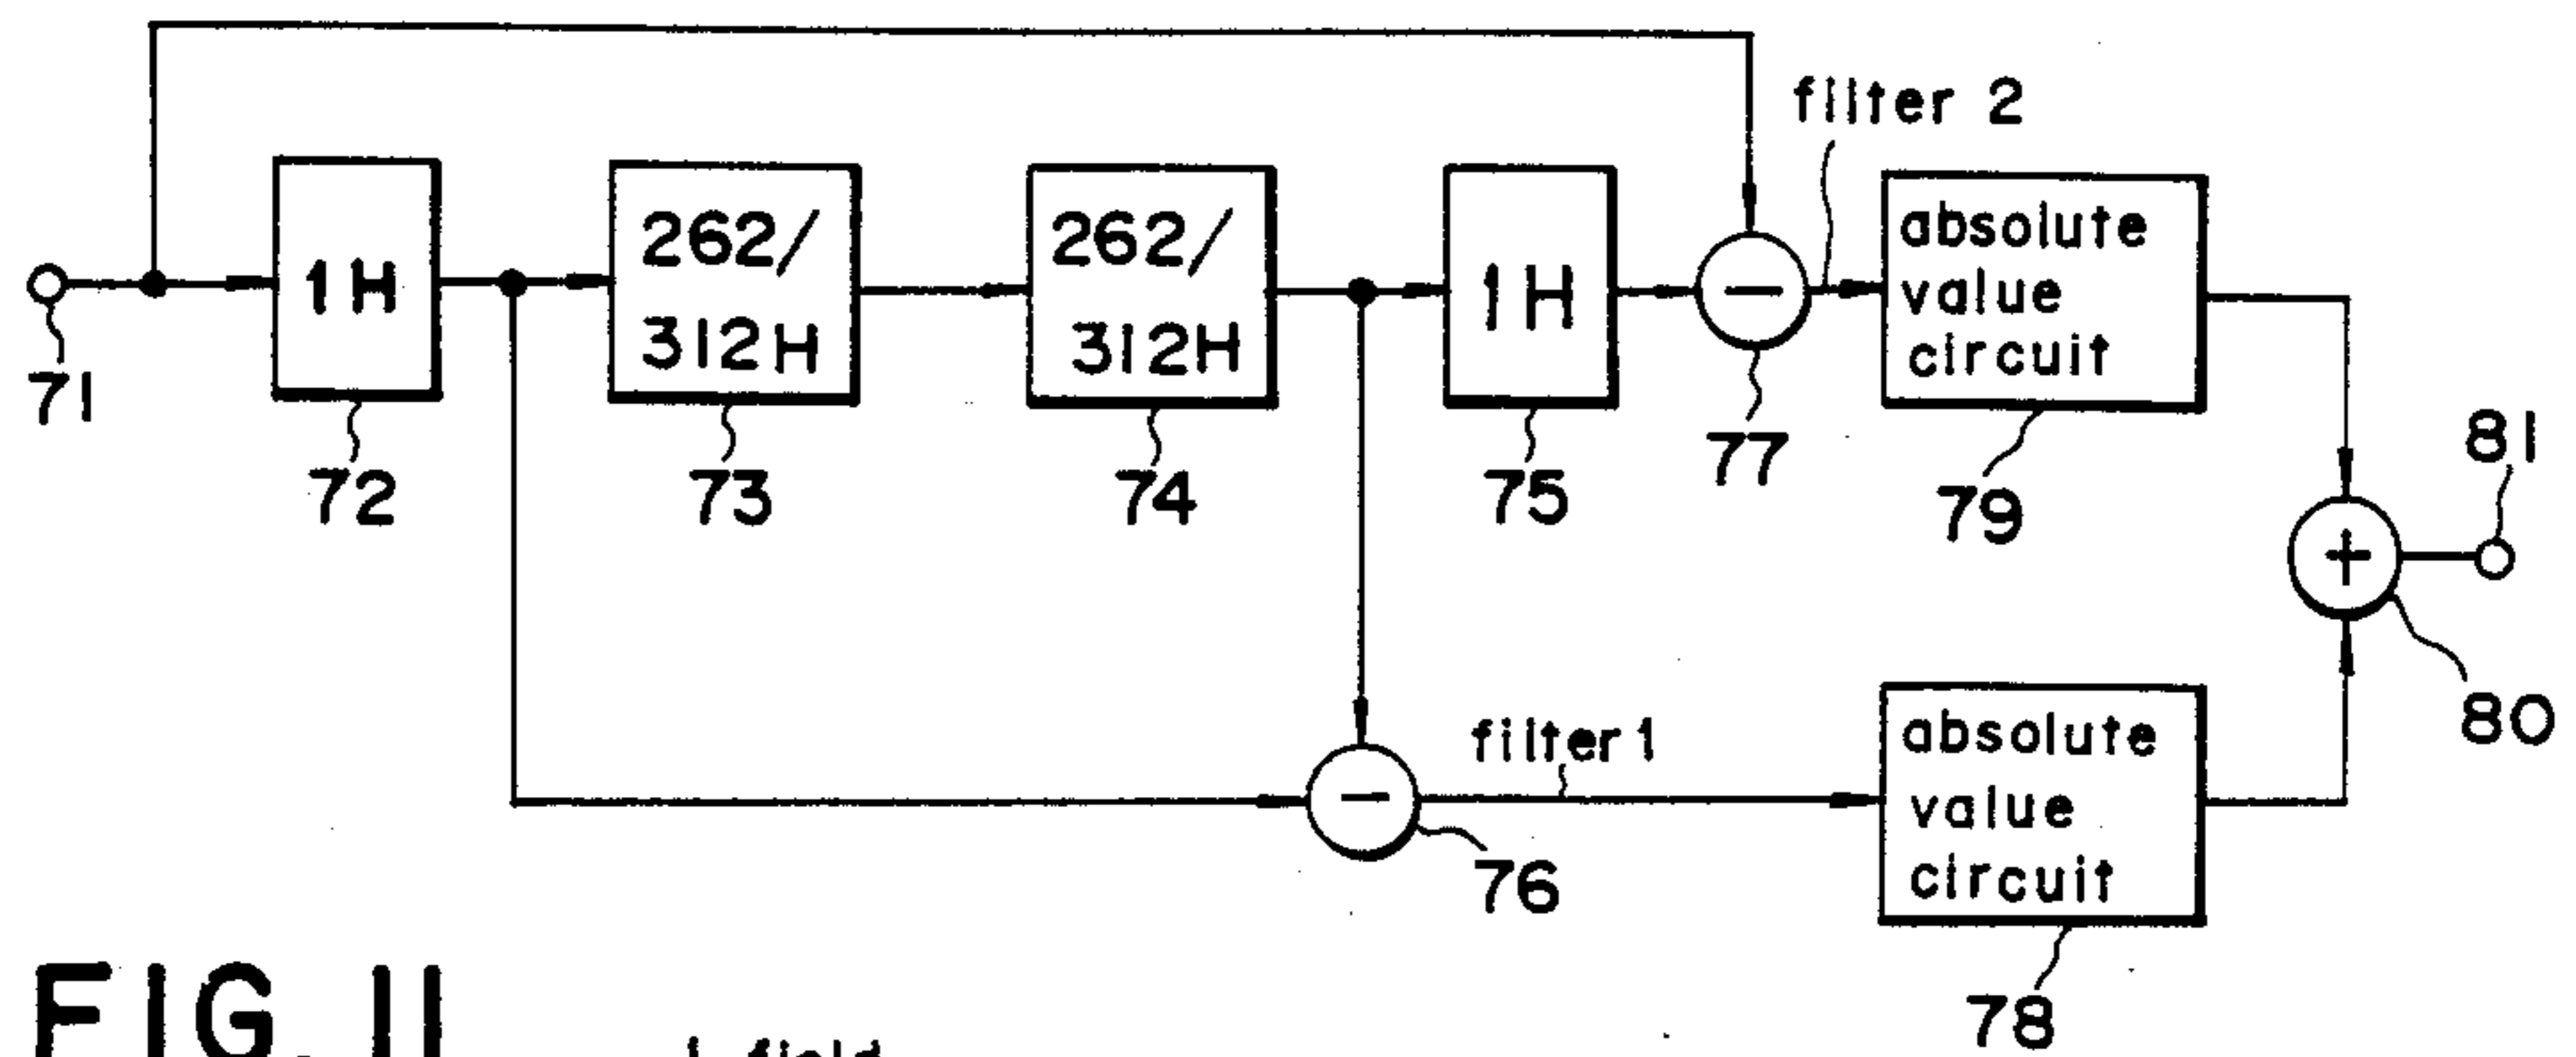 filter 2
1H
262/
312H
262/
312H
1H
absolute
value
circuit
71
72
73
74
75
77
79
81
filter 1
absolute
value
circuit
76
80
78
FIG. 11